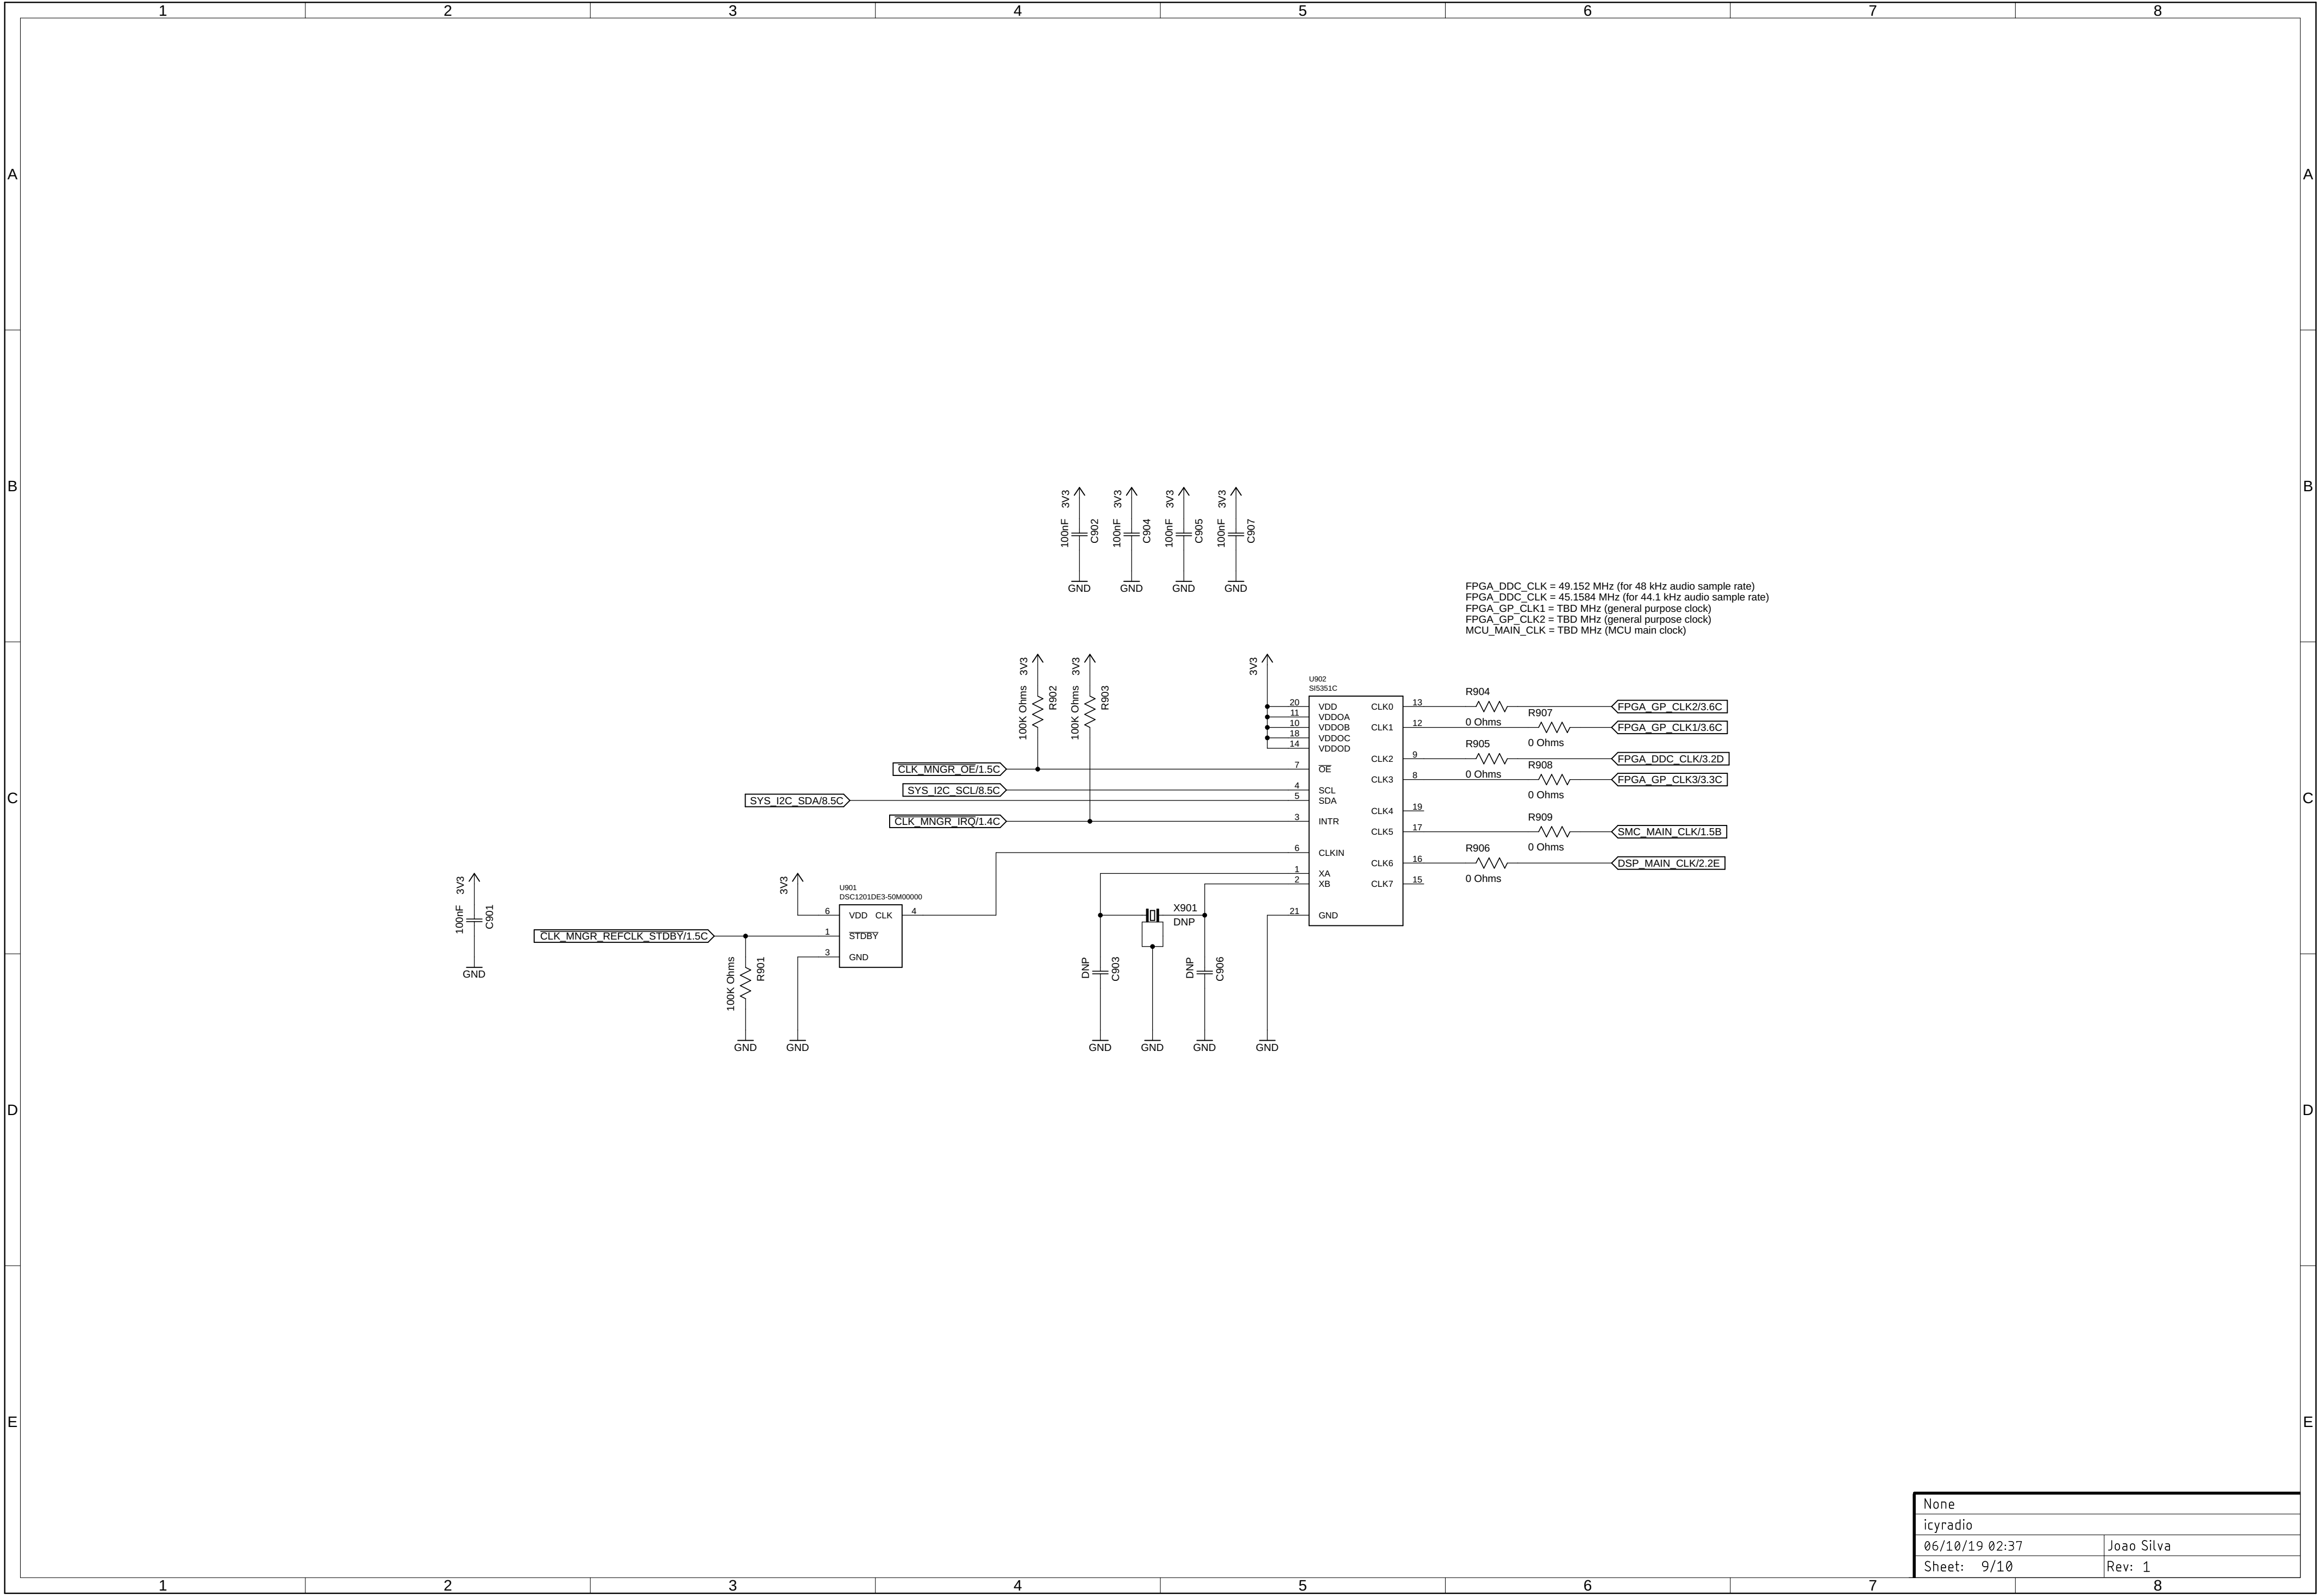 1 2 3 4 5 6 7 8
A A
B B
3V3 3V3 3V3 3V3
100nF 100nF 100nF 100nF
C902 C904 C905 C907
GND GND GND GND
FPGA_DDC_CLK = 49.152 MHz (for 48 kHz audio sample rate)
FPGA_DDC_CLK = 45.1584 MHz (for 44.1 kHz audio sample rate)
FPGA_GP_CLK1 = TBD MHz (general purpose clock)
FPGA_GP_CLK2 = TBD MHz (general purpose clock)
MCU_MAIN_CLK = TBD MHz (MCU main clock)
3V3 3V3 3V3
100K Ohms R902
100K Ohms R903
U902
SI5351C
20 VDD
11 VDDOA
10 VDDOB
18 VDDOC
14 VDDOD
CLK_MNGR_OE/1.5C 7 OE
SYS_I2C_SCL/8.5C 4 SCL
SYS_I2C_SDA/8.5C 5 SDA
CLK_MNGR_IRQ/1.4C 3 INTR
6 CLKIN
1 XA
2 XB
21 GND
CLK0 13 R904 0 Ohms FPGA_GP_CLK2/3.6C
CLK1 12 R907 0 Ohms FPGA_GP_CLK1/3.6C
CLK2 9 R905 0 Ohms FPGA_DDC_CLK/3.2D
CLK3 8 R908 0 Ohms FPGA_GP_CLK3/3.3C
CLK4 19
CLK5 17 R909 0 Ohms SMC_MAIN_CLK/1.5B
CLK6 16 R906 0 Ohms DSP_MAIN_CLK/2.2E
CLK7 15
C C
3V3
100nF C901
GND
3V3
U901
DSC1201DE3-50M00000
6 VDD CLK 4
CLK_MNGR_REFCLK_STDBY/1.5C 1 STDBY
3 GND
100K Ohms R901
GND GND
X901
DNP
DNP C903
DNP C906
GND GND GND GND
D D
E E
None
icyradio
06/10/19 02:37 Joao Silva
Sheet: 9/10 Rev: 1
1 2 3 4 5 6 7 8